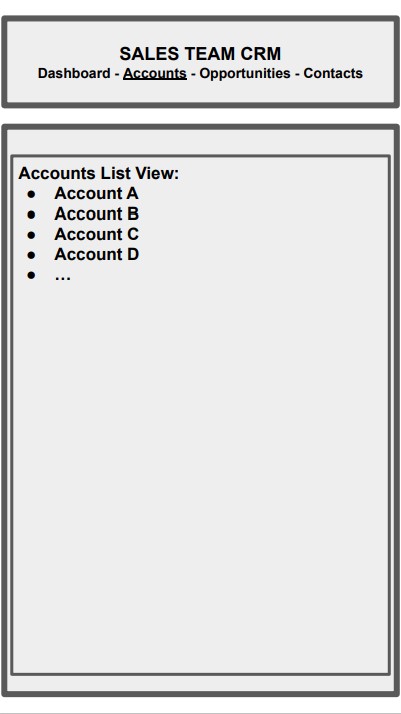 SALES TEAM CRM
Dashboard - Accounts - Opportunities - Contacts
Accounts List View:
● Account A
● Account B
● Account C
● Account D
● ...